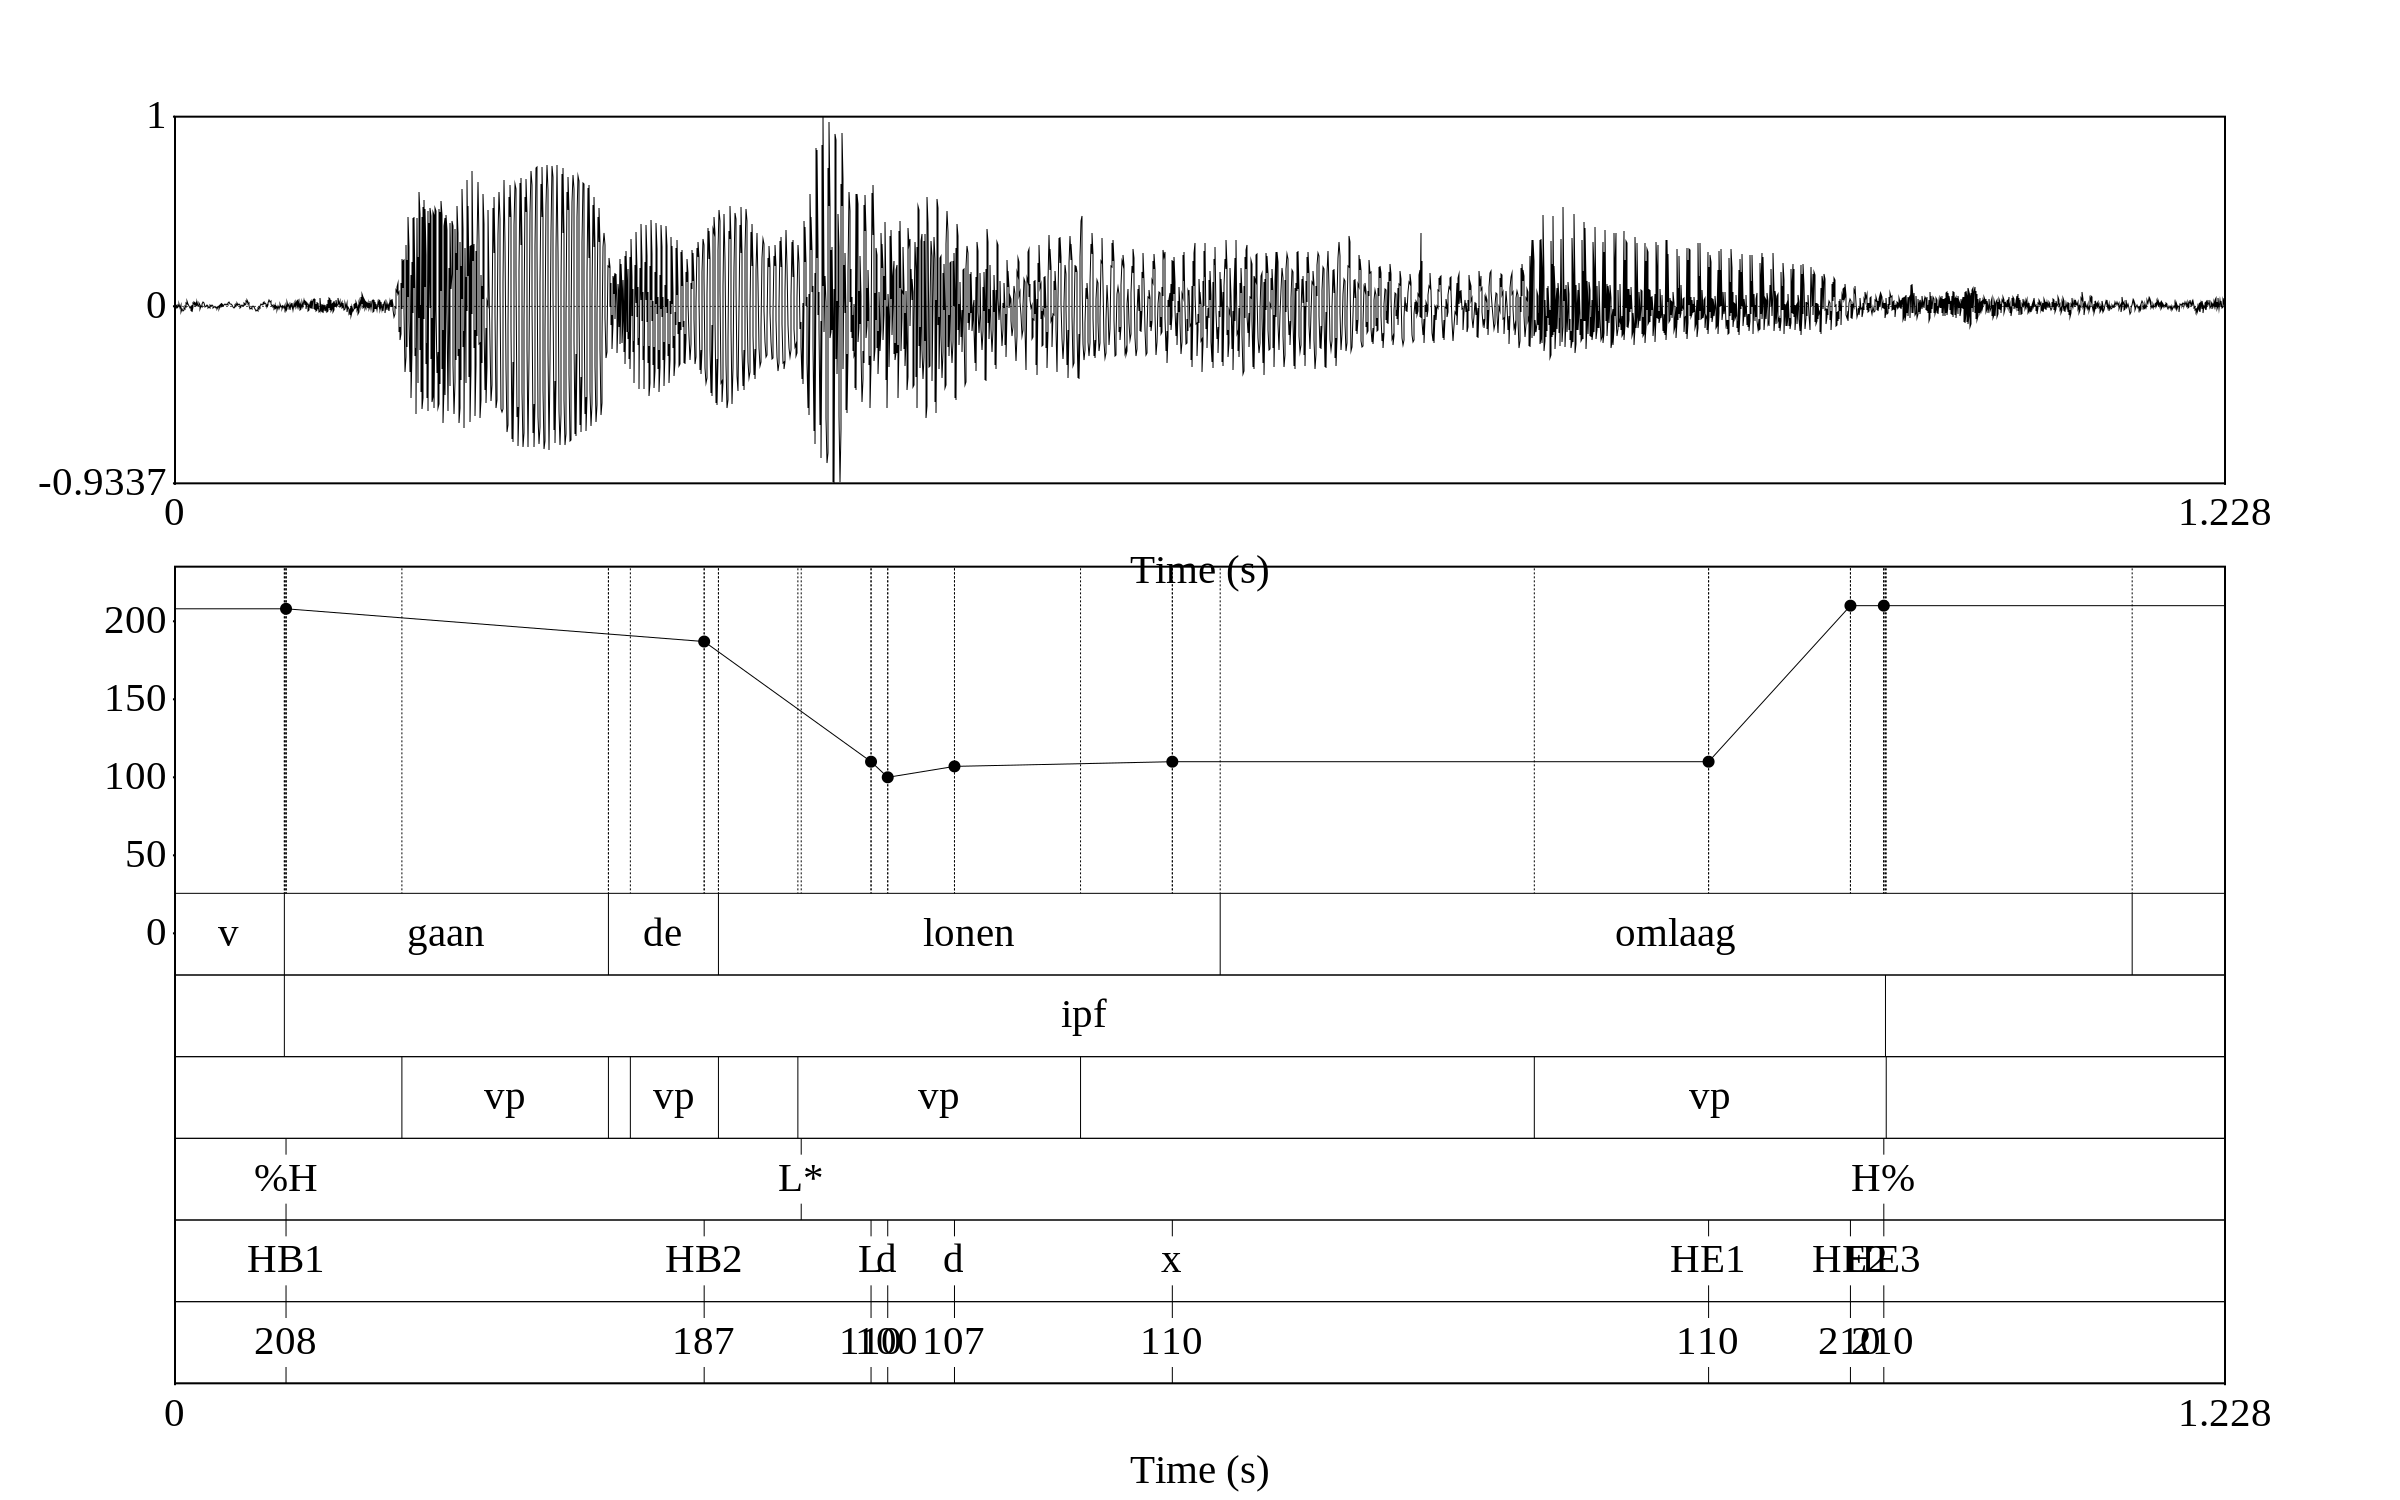 1
0
-0.9337
0 1.228
Time (s)
200
150
100
50
0 v gaan de lonen omlaag
ipf
vp vp vp vp
%H L* H%
HB1 HB2 L d d x HE1 HE2 HE3
208 187 110 100 107 110 110 210 210
0 1.228
Time (s)